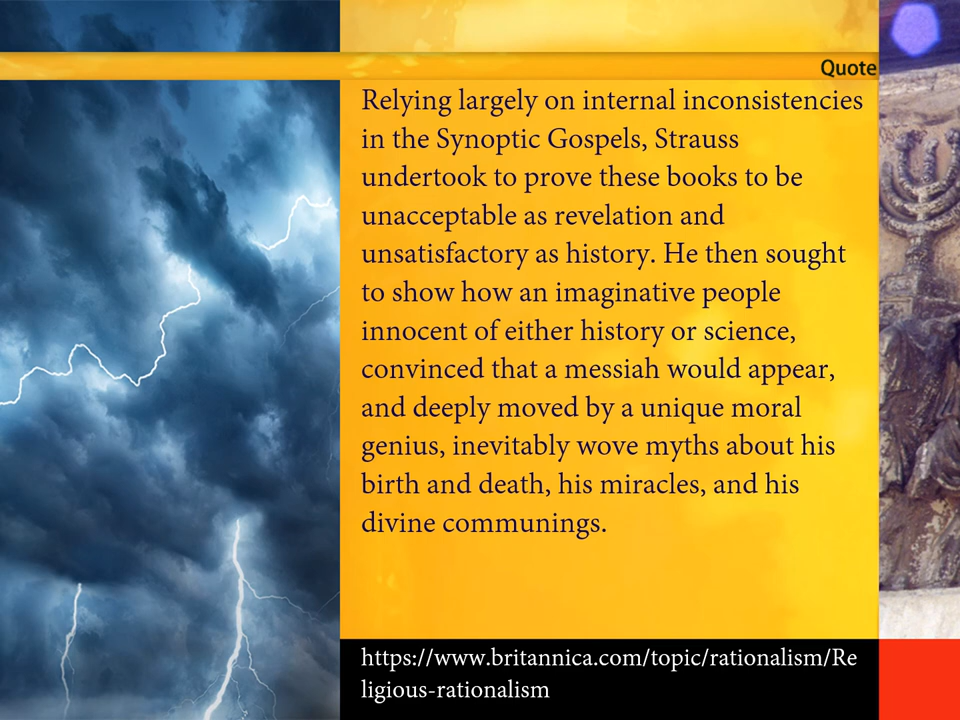 Quote
Relying largely on internal inconsistencies
in the Synoptic Gospels, Strauss
undertook to prove these books to be
unacceptable as revelation and
unsatisfactory as history. He then sought
to show how an imaginative people
innocent of either history or science,
convinced that a messiah would appear,
and deeply moved by a unique moral
genius, inevitably wove myths about his
birth and death, his miracles, and his
divine communings.
https://www.britannica.com/topic/rationalism/Re
ligious-rationalism